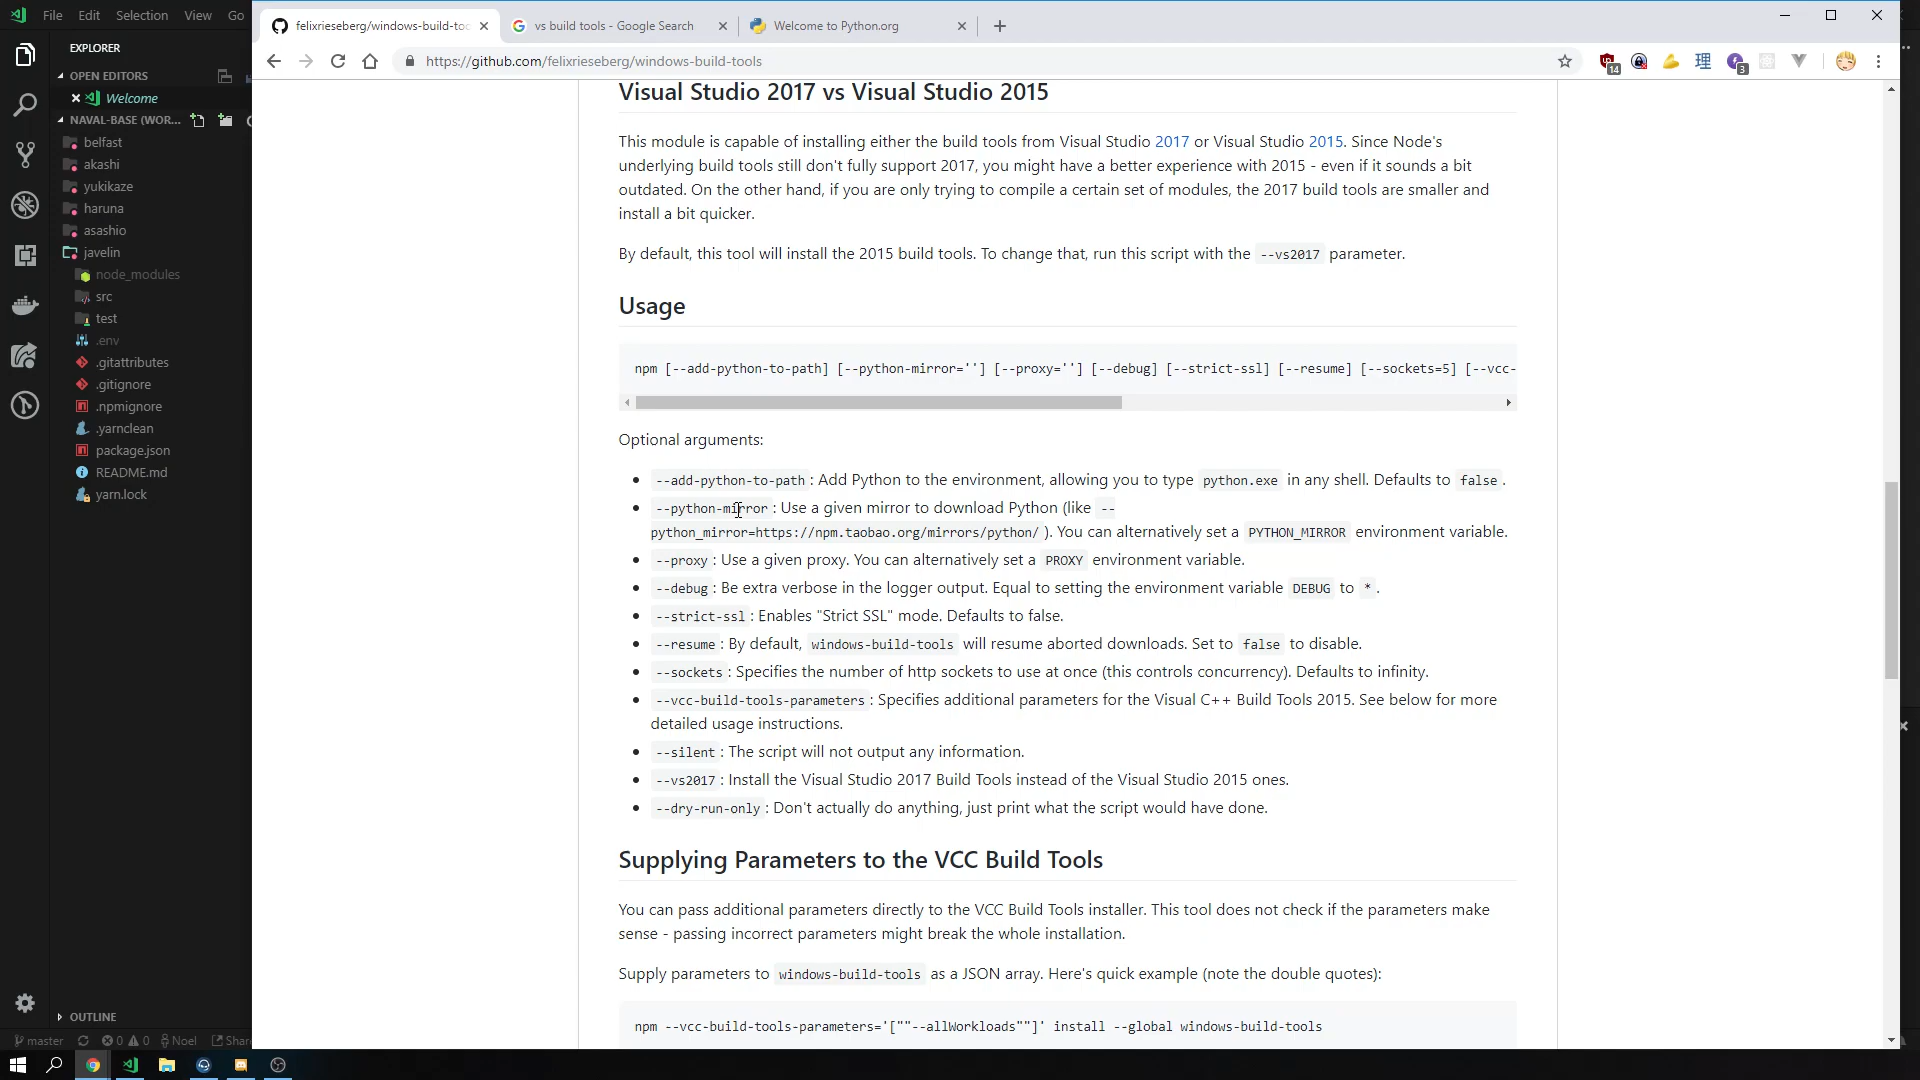 File Edit Selection View Go
felixrieseberg/windows-build-too
vs build tools - Google Search
Welcome to Python.org
https://github.com/felixrieseberg/windows-build-tools
14
3
EXPLORER
OPEN EDITORS
Welcome
NAVAL-BASE (WOR...
belfast
akashi
yukikaze
haruna
asashio
javelin
node_modules
src
test
.env
.gitattributes
.gitignore
.npmignore
.yarnclean
package.json
README.md
yarn.lock
OUTLINE
master 0 0 Noel Shar
Visual Studio 2017 vs Visual Studio 2015
This module is capable of installing either the build tools from Visual Studio 2017 or Visual Studio 2015. Since Node's
underlying build tools still don't fully support 2017, you might have a better experience with 2015 - even if it sounds a bit
outdated. On the other hand, if you are only trying to compile a certain set of modules, the 2017 build tools are smaller and
install a bit quicker.
By default, this tool will install the 2015 build tools. To change that, run this script with the --vs2017 parameter.
Usage
npm [--add-python-to-path] [--python-mirror=''] [--proxy=''] [--debug] [--strict-ssl] [--resume] [--sockets=5] [--vcc-
Optional arguments:
--add-python-to-path : Add Python to the environment, allowing you to type python.exe in any shell. Defaults to false .
--python-mirror : Use a given mirror to download Python (like --
python_mirror=https://npm.taobao.org/mirrors/python/ ). You can alternatively set a PYTHON_MIRROR environment variable.
--proxy : Use a given proxy. You can alternatively set a PROXY environment variable.
--debug : Be extra verbose in the logger output. Equal to setting the environment variable DEBUG to * .
--strict-ssl : Enables "Strict SSL" mode. Defaults to false.
--resume : By default, windows-build-tools will resume aborted downloads. Set to false to disable.
--sockets : Specifies the number of http sockets to use at once (this controls concurrency). Defaults to infinity.
--vcc-build-tools-parameters : Specifies additional parameters for the Visual C++ Build Tools 2015. See below for more
detailed usage instructions.
--silent : The script will not output any information.
--vs2017 : Install the Visual Studio 2017 Build Tools instead of the Visual Studio 2015 ones.
--dry-run-only : Don't actually do anything, just print what the script would have done.
Supplying Parameters to the VCC Build Tools
You can pass additional parameters directly to the VCC Build Tools installer. This tool does not check if the parameters make
sense - passing incorrect parameters might break the whole installation.
Supply parameters to windows-build-tools as a JSON array. Here's quick example (note the double quotes):
npm --vcc-build-tools-parameters='[""--allWorkloads""]' install --global windows-build-tools